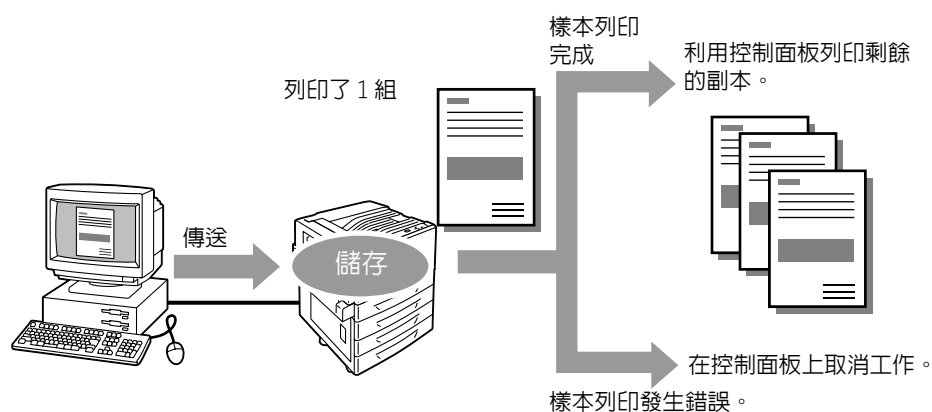 樣本列印
完成
利用控制面板列印剩餘
的副本。
列印了1組
傳送
儲存
在控制面板上取消工作。
樣本列印發生錯誤。